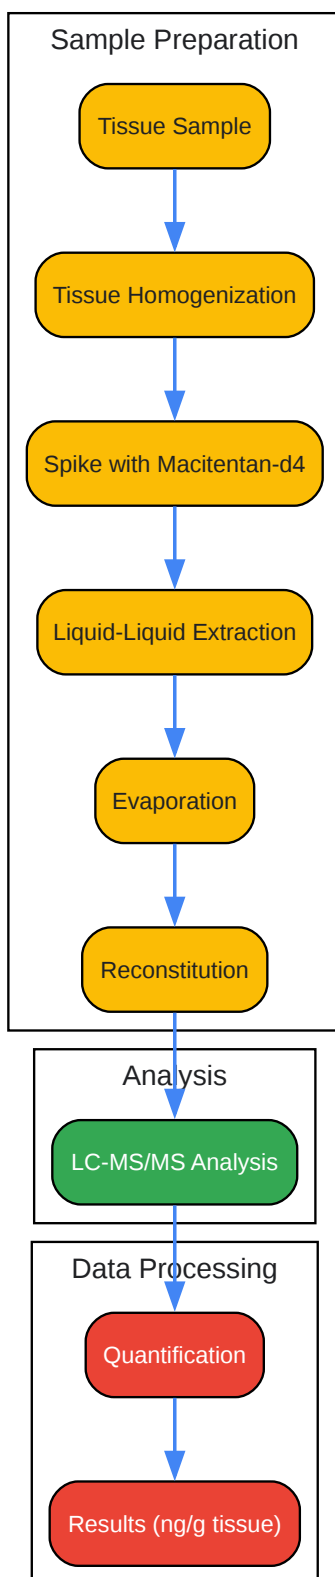 Sample Preparation
Tissue Sample
Tissue Homogenization
Spike with Macitentan-d4
Liquid-Liquid Extraction
Evaporation
Reconstitution
Analysis
LC-MS/MS Analysis
Data Processing
Quantification
Results (ng/g tissue)